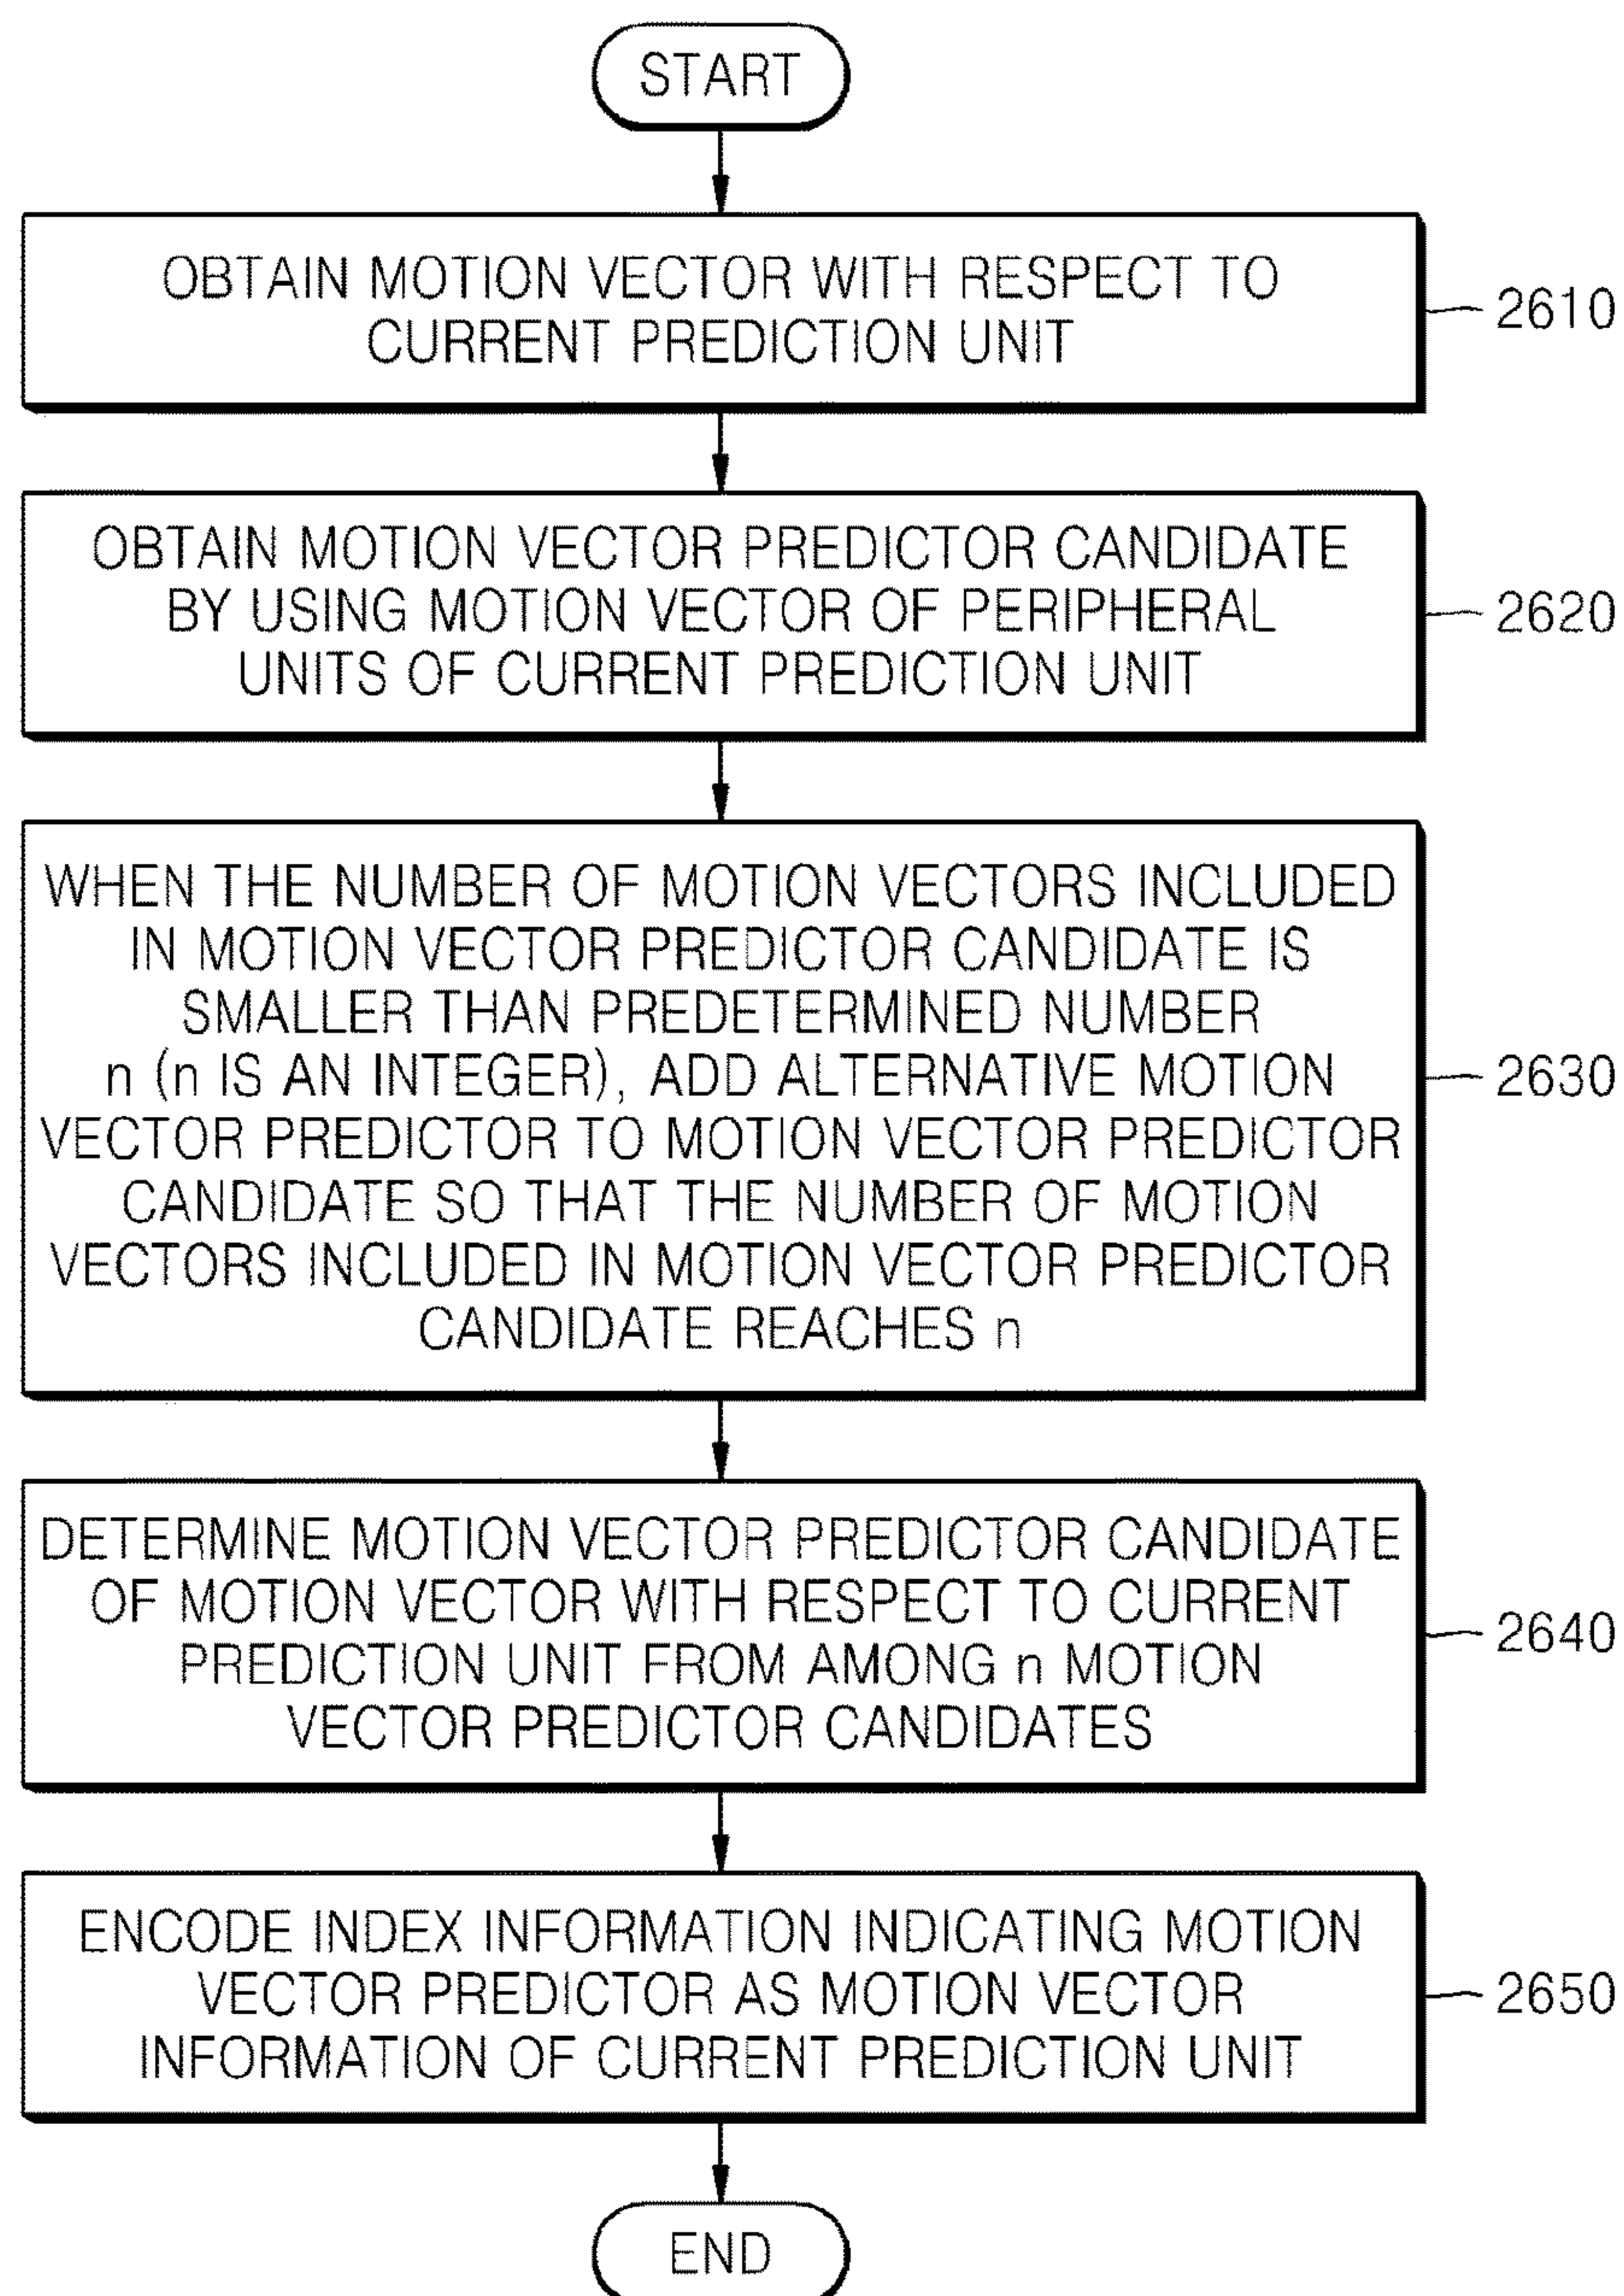 START
OBTAIN MOTION VECTOR WITH RESPECT TO
CURRENT PREDICTION UNIT
2610
OBTAIN MOTION VECTOR PREDICTOR CANDIDATE
BY USING MOTION VECTOR OF PERIPHERAL
UNITS OF CURRENT PREDICTION UNIT
2620
WHEN THE NUMBER OF MOTION VECTORS INCLUDED
IN MOTION VECTOR PREDICTOR CANDIDATE IS
SMALLER THAN PREDETERMINED NUMBER
n (n IS AN INTEGER), ADD ALTERNATIVE MOTION
VECTOR PREDICTOR TO MOTION VECTOR PREDICTOR
CANDIDATE SO THAT THE NUMBER OF MOTION
VECTORS INCLUDED IN MOTION VECTOR PREDICTOR
CANDIDATE REACHES n
2630
DETERMINE MOTION VECTOR PREDICTOR CANDIDATE
OF MOTION VECTOR WITH RESPECT TO CURRENT
PREDICTION UNIT FROM AMONG n MOTION
VECTOR PREDICTOR CANDIDATES
2640
ENCODE INDEX INFORMATION INDICATING MOTION
VECTOR PREDICTOR AS MOTION VECTOR
INFORMATION OF CURRENT PREDICTION UNIT
2650
END